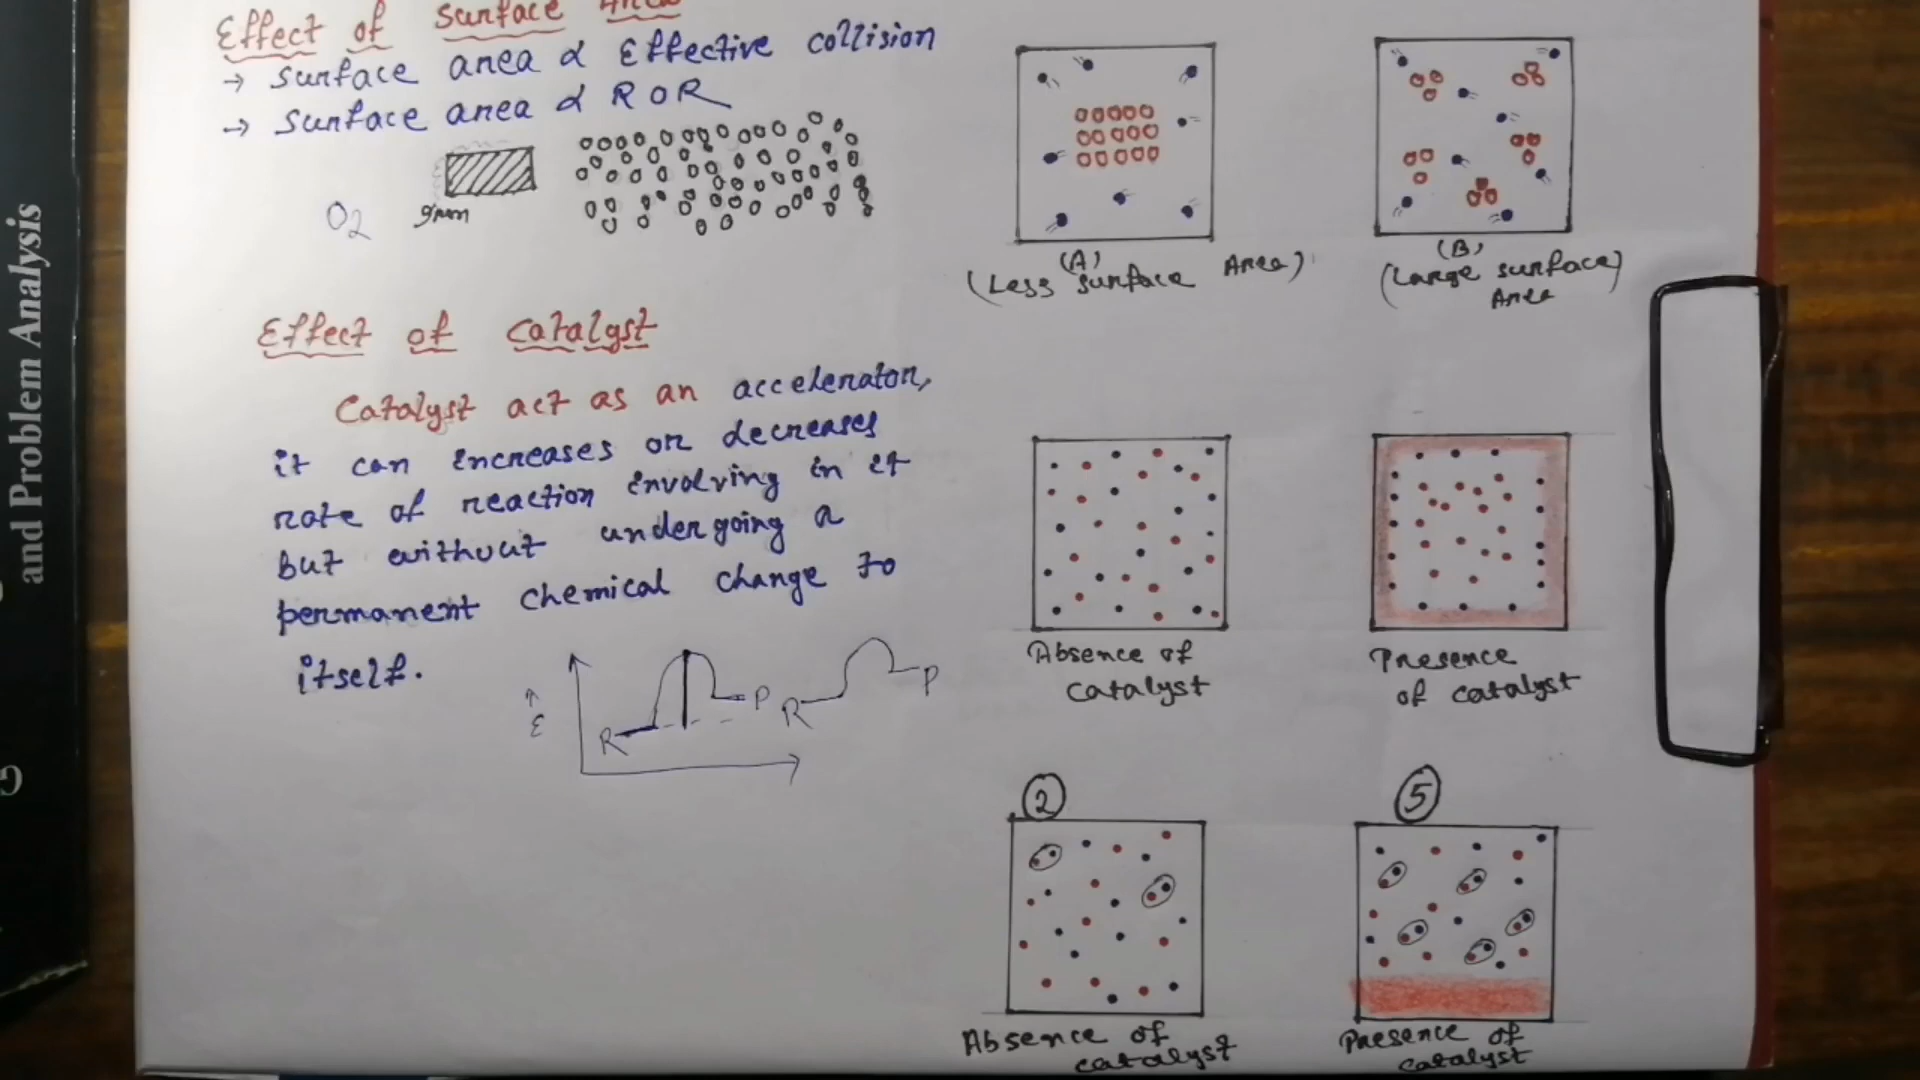 Effect of Surface Area
→ Surface area α Effective collision
→ Surface area α ROR
O2
(A)
(Less surface Area)
(B)
(Large surface)
Area
Effect of catalyst
Catalyst act as an accelerator,
it can increases or decreases
rate of reaction involving in it
but without undergoing a
permanent chemical change to
itself.
E
R
P
R
P
Absence of
catalyst
Presence
of catalyst
2
Absence of
catalyst
5
Presence of
catalyst
and Problem Analysis